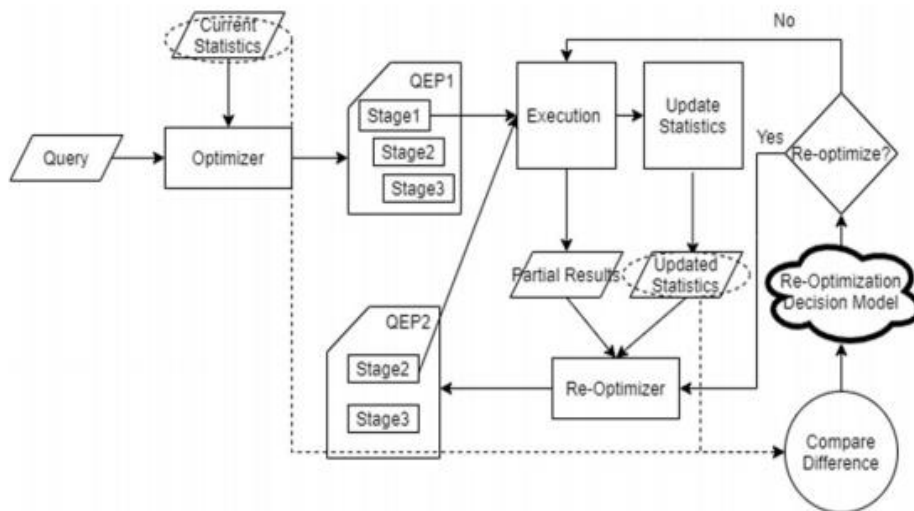 Current
Statistics
No
QEP1
Stage1
Stage2
Stage3
Execution
Update
Statistics
Yes
Re-optimize?
Query
Optimizer
Partial Results
Updated
Statistics
Re-Optimization
Decision Model
QEP2
Stage2
Stage3
Re-Optimizer
Compare
Difference